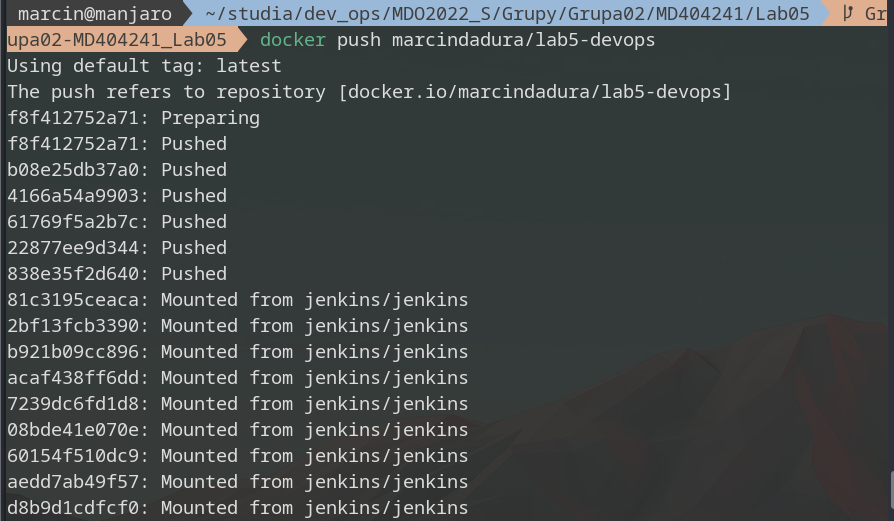 marcin@manjaro ~/studia/dev_ops/MDO2022_S/Grupy/Grupa02/MD404241/Lab05 Gr
upa02-MD404241_Lab05 docker push marcindadura/lab5-devops
Using default tag: latest
The push refers to repository [docker.io/marcindadura/lab5-devops]
f8f412752a71: Preparing
f8f412752a71: Pushed
b08e25db37a0: Pushed
4166a54a9903: Pushed
61769f5a2b7c: Pushed
22877ee9d344: Pushed
838e35f2d640: Pushed
81c3195ceaca: Mounted from jenkins/jenkins
2bf13fcb3390: Mounted from jenkins/jenkins
b921b09cc896: Mounted from jenkins/jenkins
acaf438ff6dd: Mounted from jenkins/jenkins
7239dc6fd1d8: Mounted from jenkins/jenkins
08bde41e070e: Mounted from jenkins/jenkins
60154f510dc9: Mounted from jenkins/jenkins
aedd7ab49f57: Mounted from jenkins/jenkins
d8b9d1cdfcf0: Mounted from jenkins/jenkins